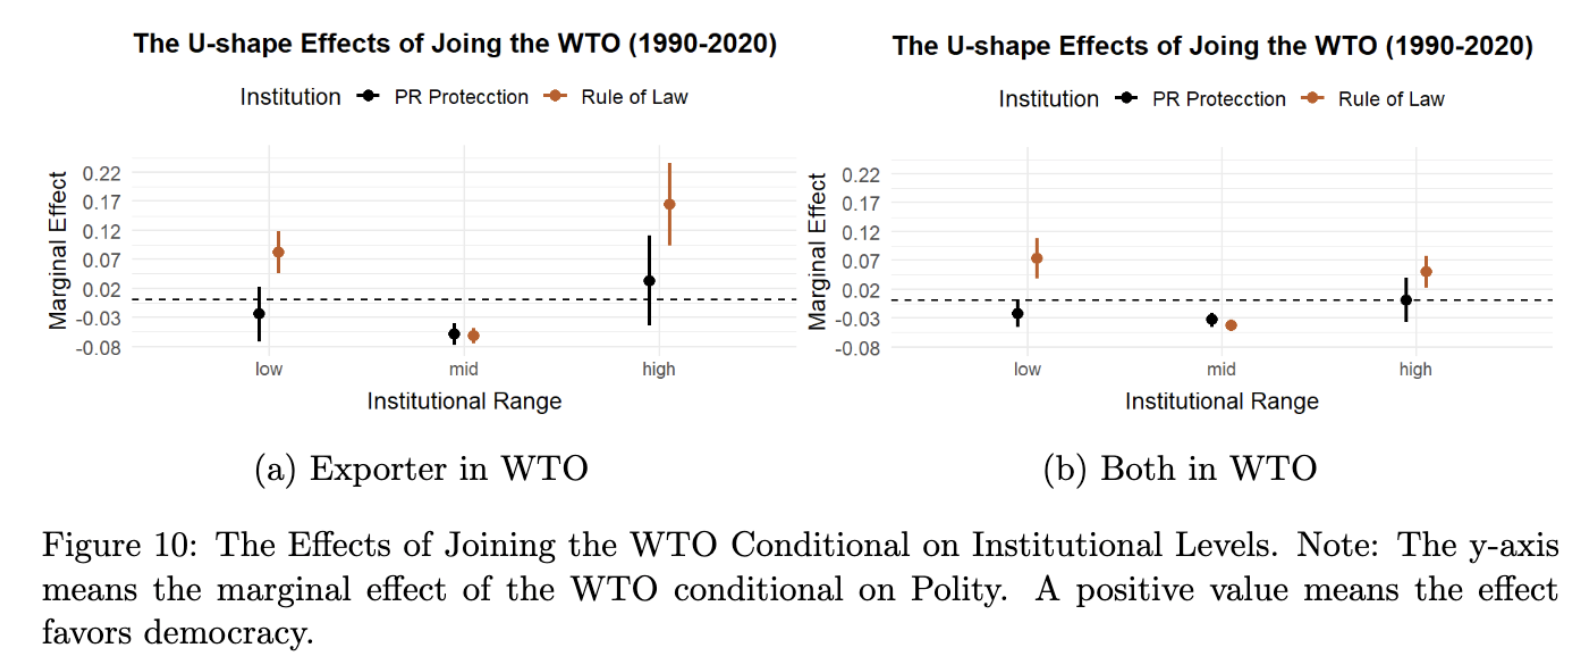 The U-shape Effects of Joing the WTO (1990-2020)
Institution PR Protecction Rule of Law
Marginal Effect
0.22
0.17
0.12
0.07
0.02
-0.03
-0.08
low mid high
Institutional Range
(a) Exporter in WTO
The U-shape Effects of Joing the WTO (1990-2020)
Institution PR Protecction Rule of Law
Marginal Effect
0.22
0.17
0.12
0.07
0.02
-0.03
-0.08
low mid high
Institutional Range
(b) Both in WTO
Figure 10: The Effects of Joining the WTO Conditional on Institutional Levels. Note: The y-axis
means the marginal effect of the WTO conditional on Polity. A positive value means the effect
favors democracy.